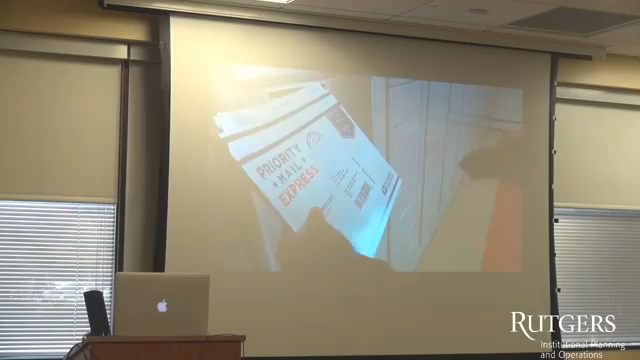 PRIORITY
★ MAIL ★
EXPRESS
RUTGERS
Institutional Planning
and Operations